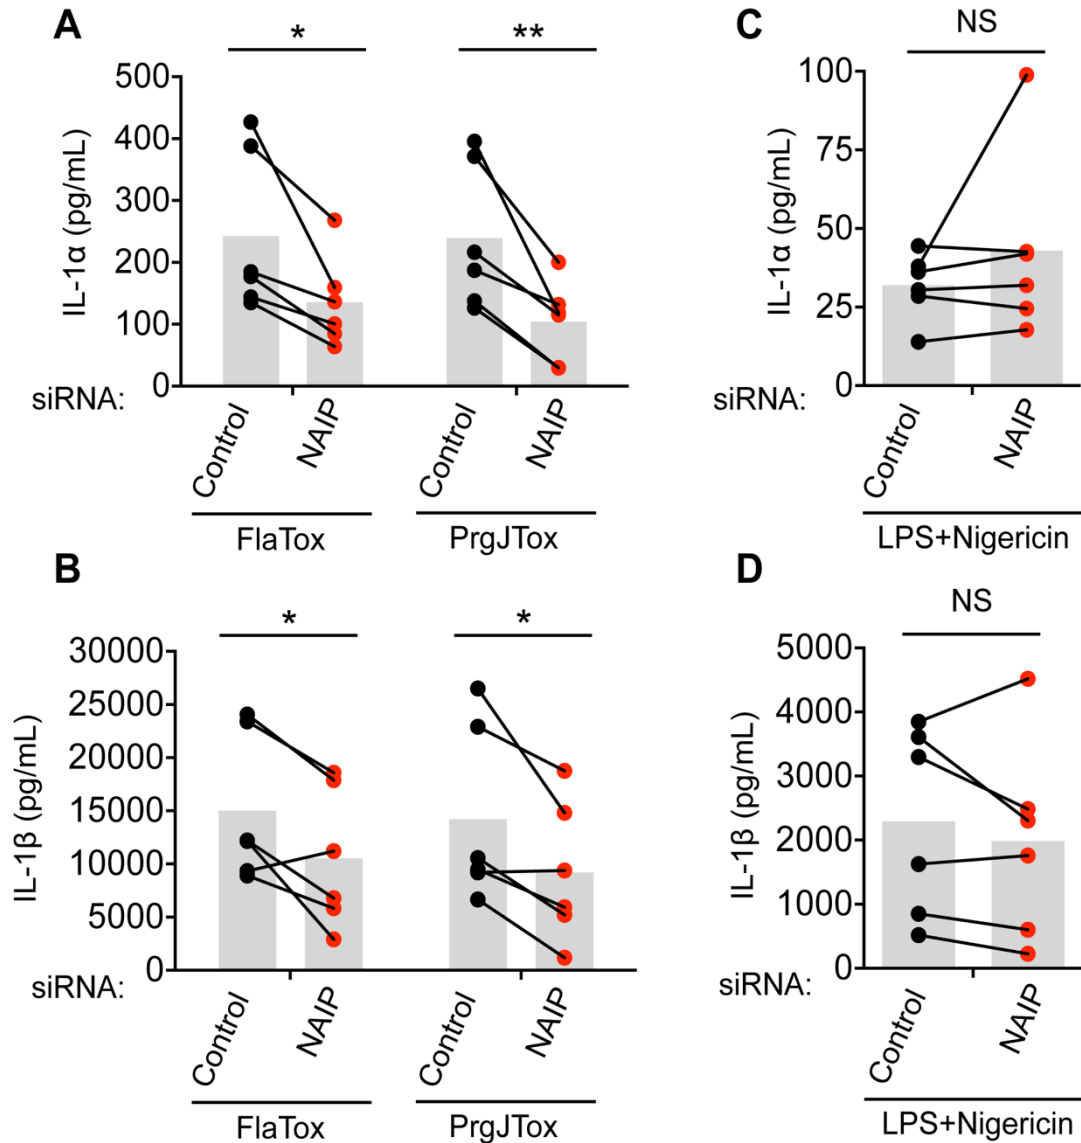 A
* **
500
400
300
200
100
0
IL-1α (pg/mL)
siRNA:
Control NAIP Control NAIP
FlaTox PrgJTox
C
NS
100
75
50
25
0
IL-1α (pg/mL)
siRNA:
Control NAIP
LPS+Nigericin
B
* *
30000
25000
20000
15000
10000
5000
0
IL-1β (pg/mL)
siRNA:
Control NAIP Control NAIP
FlaTox PrgJTox
D
NS
5000
4000
3000
2000
1000
0
IL-1β (pg/mL)
siRNA:
Control NAIP
LPS+Nigericin